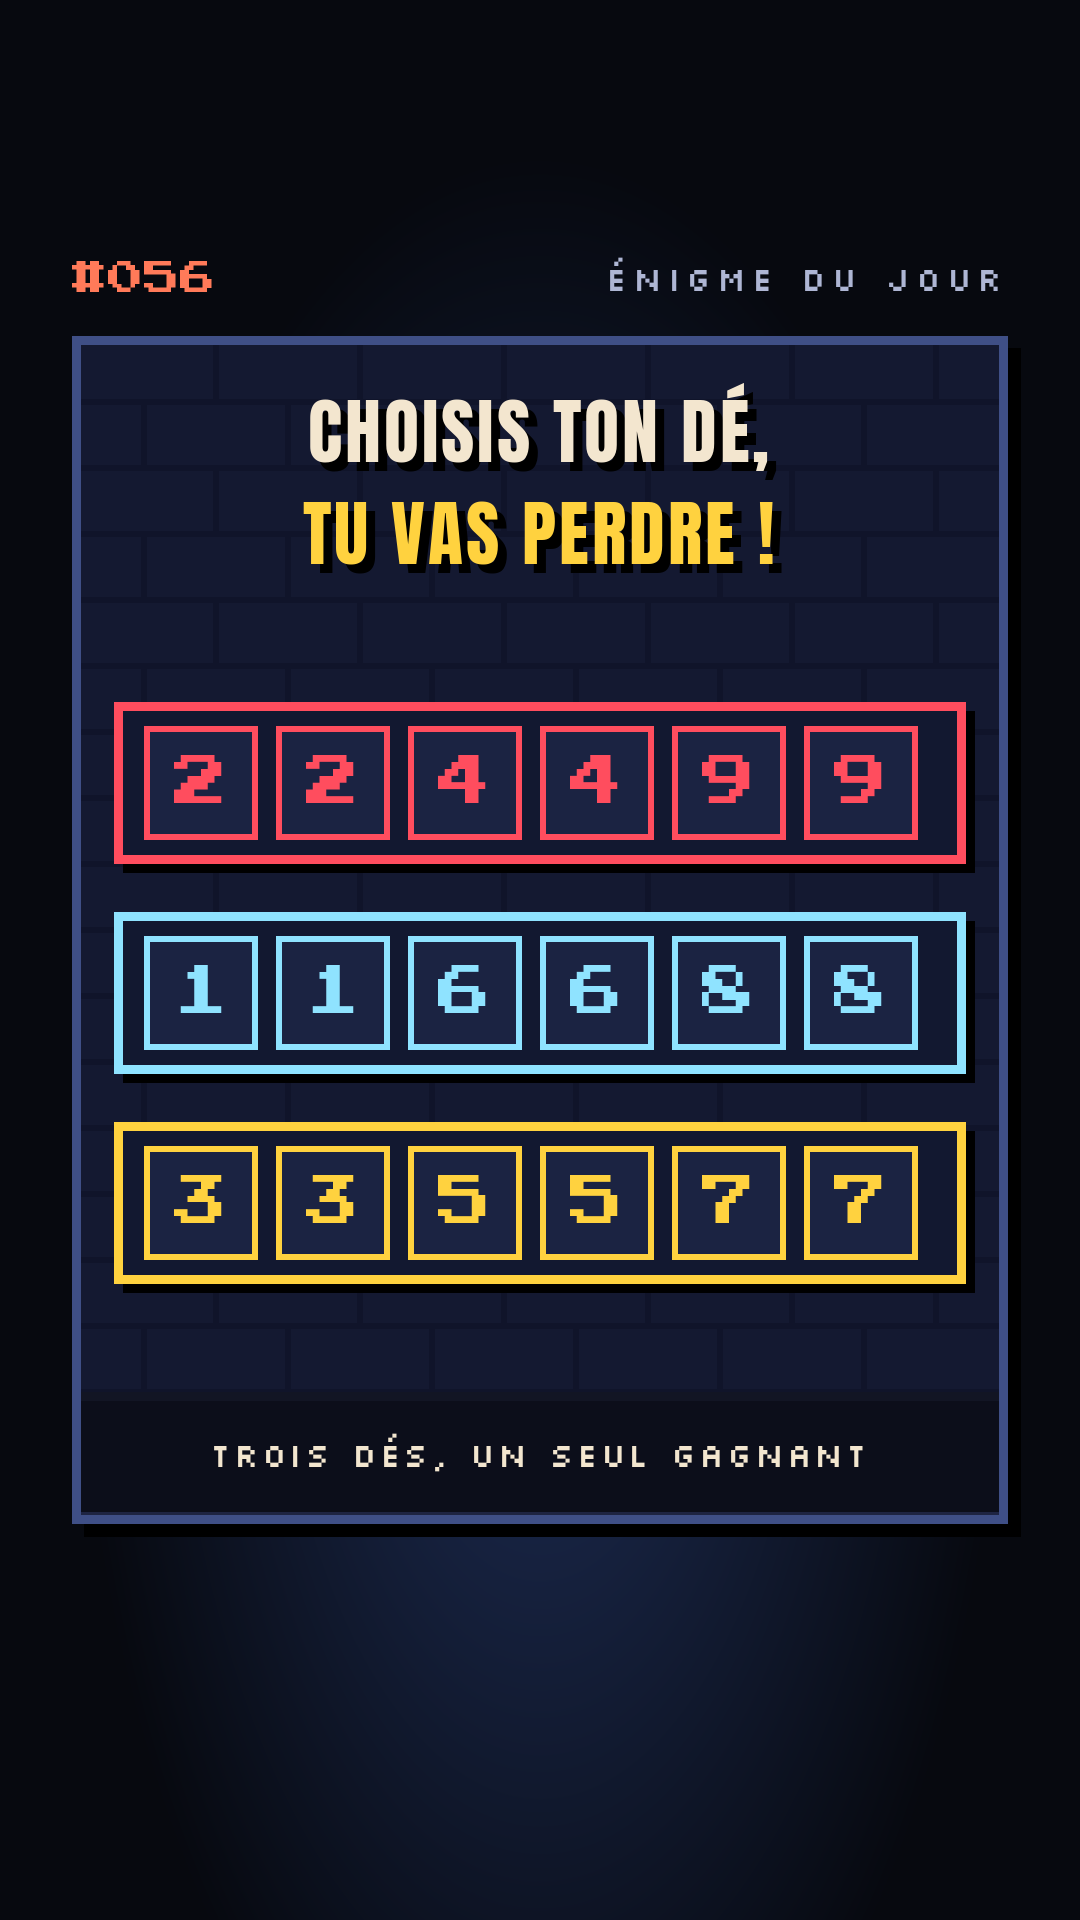 #056
ÉNIGME DU JOUR
CHOISIS TON DÉ,
TU VAS PERDRE !
2 2 4 4 9 9
1 1 6 6 8 8
3 3 5 5 7 7
TROIS DÉS, UN SEUL GAGNANT